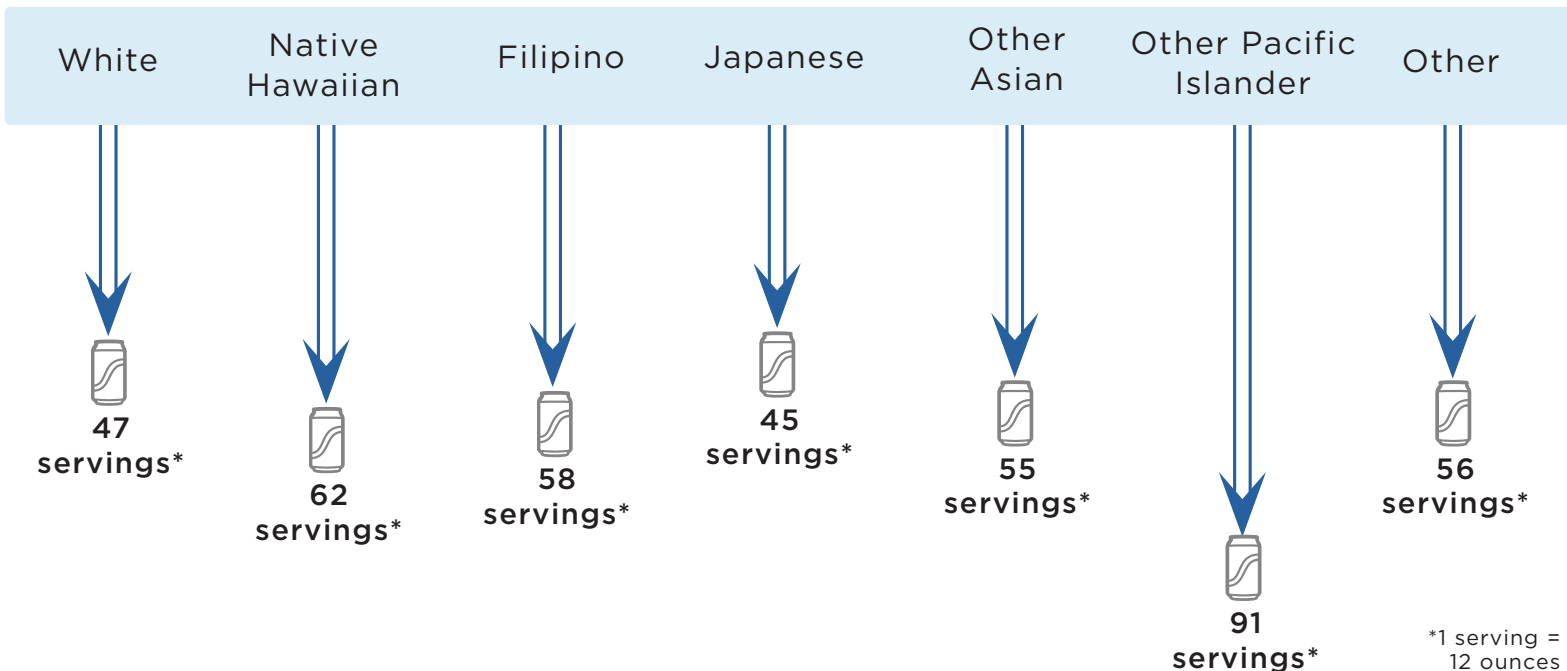 White
Native
Hawaiian
Filipino
Japanese
Other
Asian
Other Pacific
Islander
Other
47
servings*
62
servings*
58
servings*
45
servings*
55
servings*
91
servings*
56
servings*
*1 serving =
12 ounces